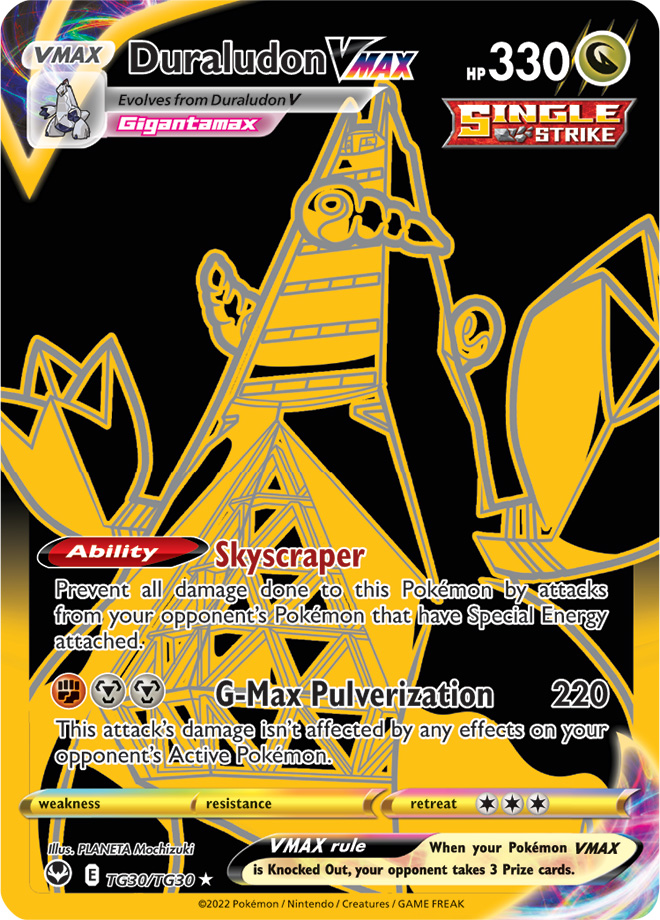 VMAX
Duraludon VMAX
HP 330
Evolves from Duraludon V
Gigantamax
SINGLE
STRIKE
Ability
Skyscraper
Prevent all damage done to this Pokémon by attacks
from your opponent's Pokémon that have Special Energy
attached.
G-Max Pulverization 220
This attack's damage isn't affected by any effects on your
opponent's Active Pokémon.
weakness resistance retreat
Illus. PLANETA Mochizuki
E TG30/TG30 ★
VMAX rule When your Pokémon VMAX
is Knocked Out, your opponent takes 3 Prize cards.
©2022 Pokémon / Nintendo / Creatures / GAME FREAK